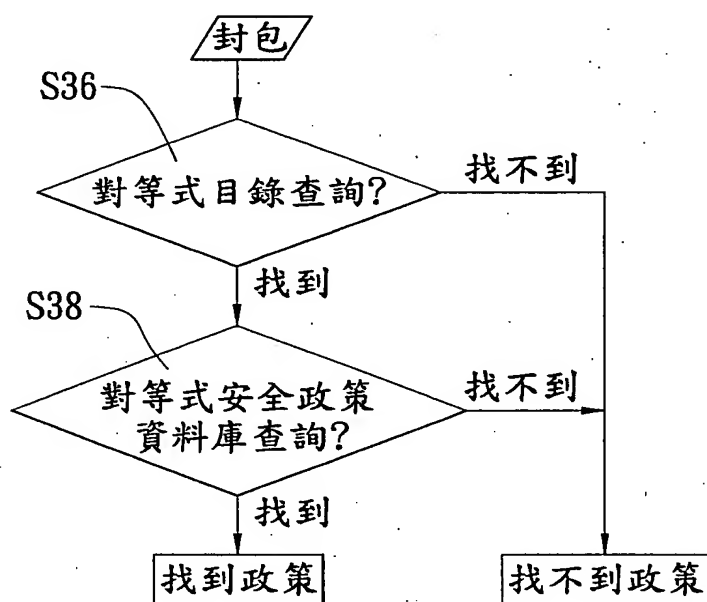 封包
S36
對等式目錄查詢?
找不到
找到
S38
對等式安全政策
資料庫查詢?
找不到
找到
找到政策
找不到政策